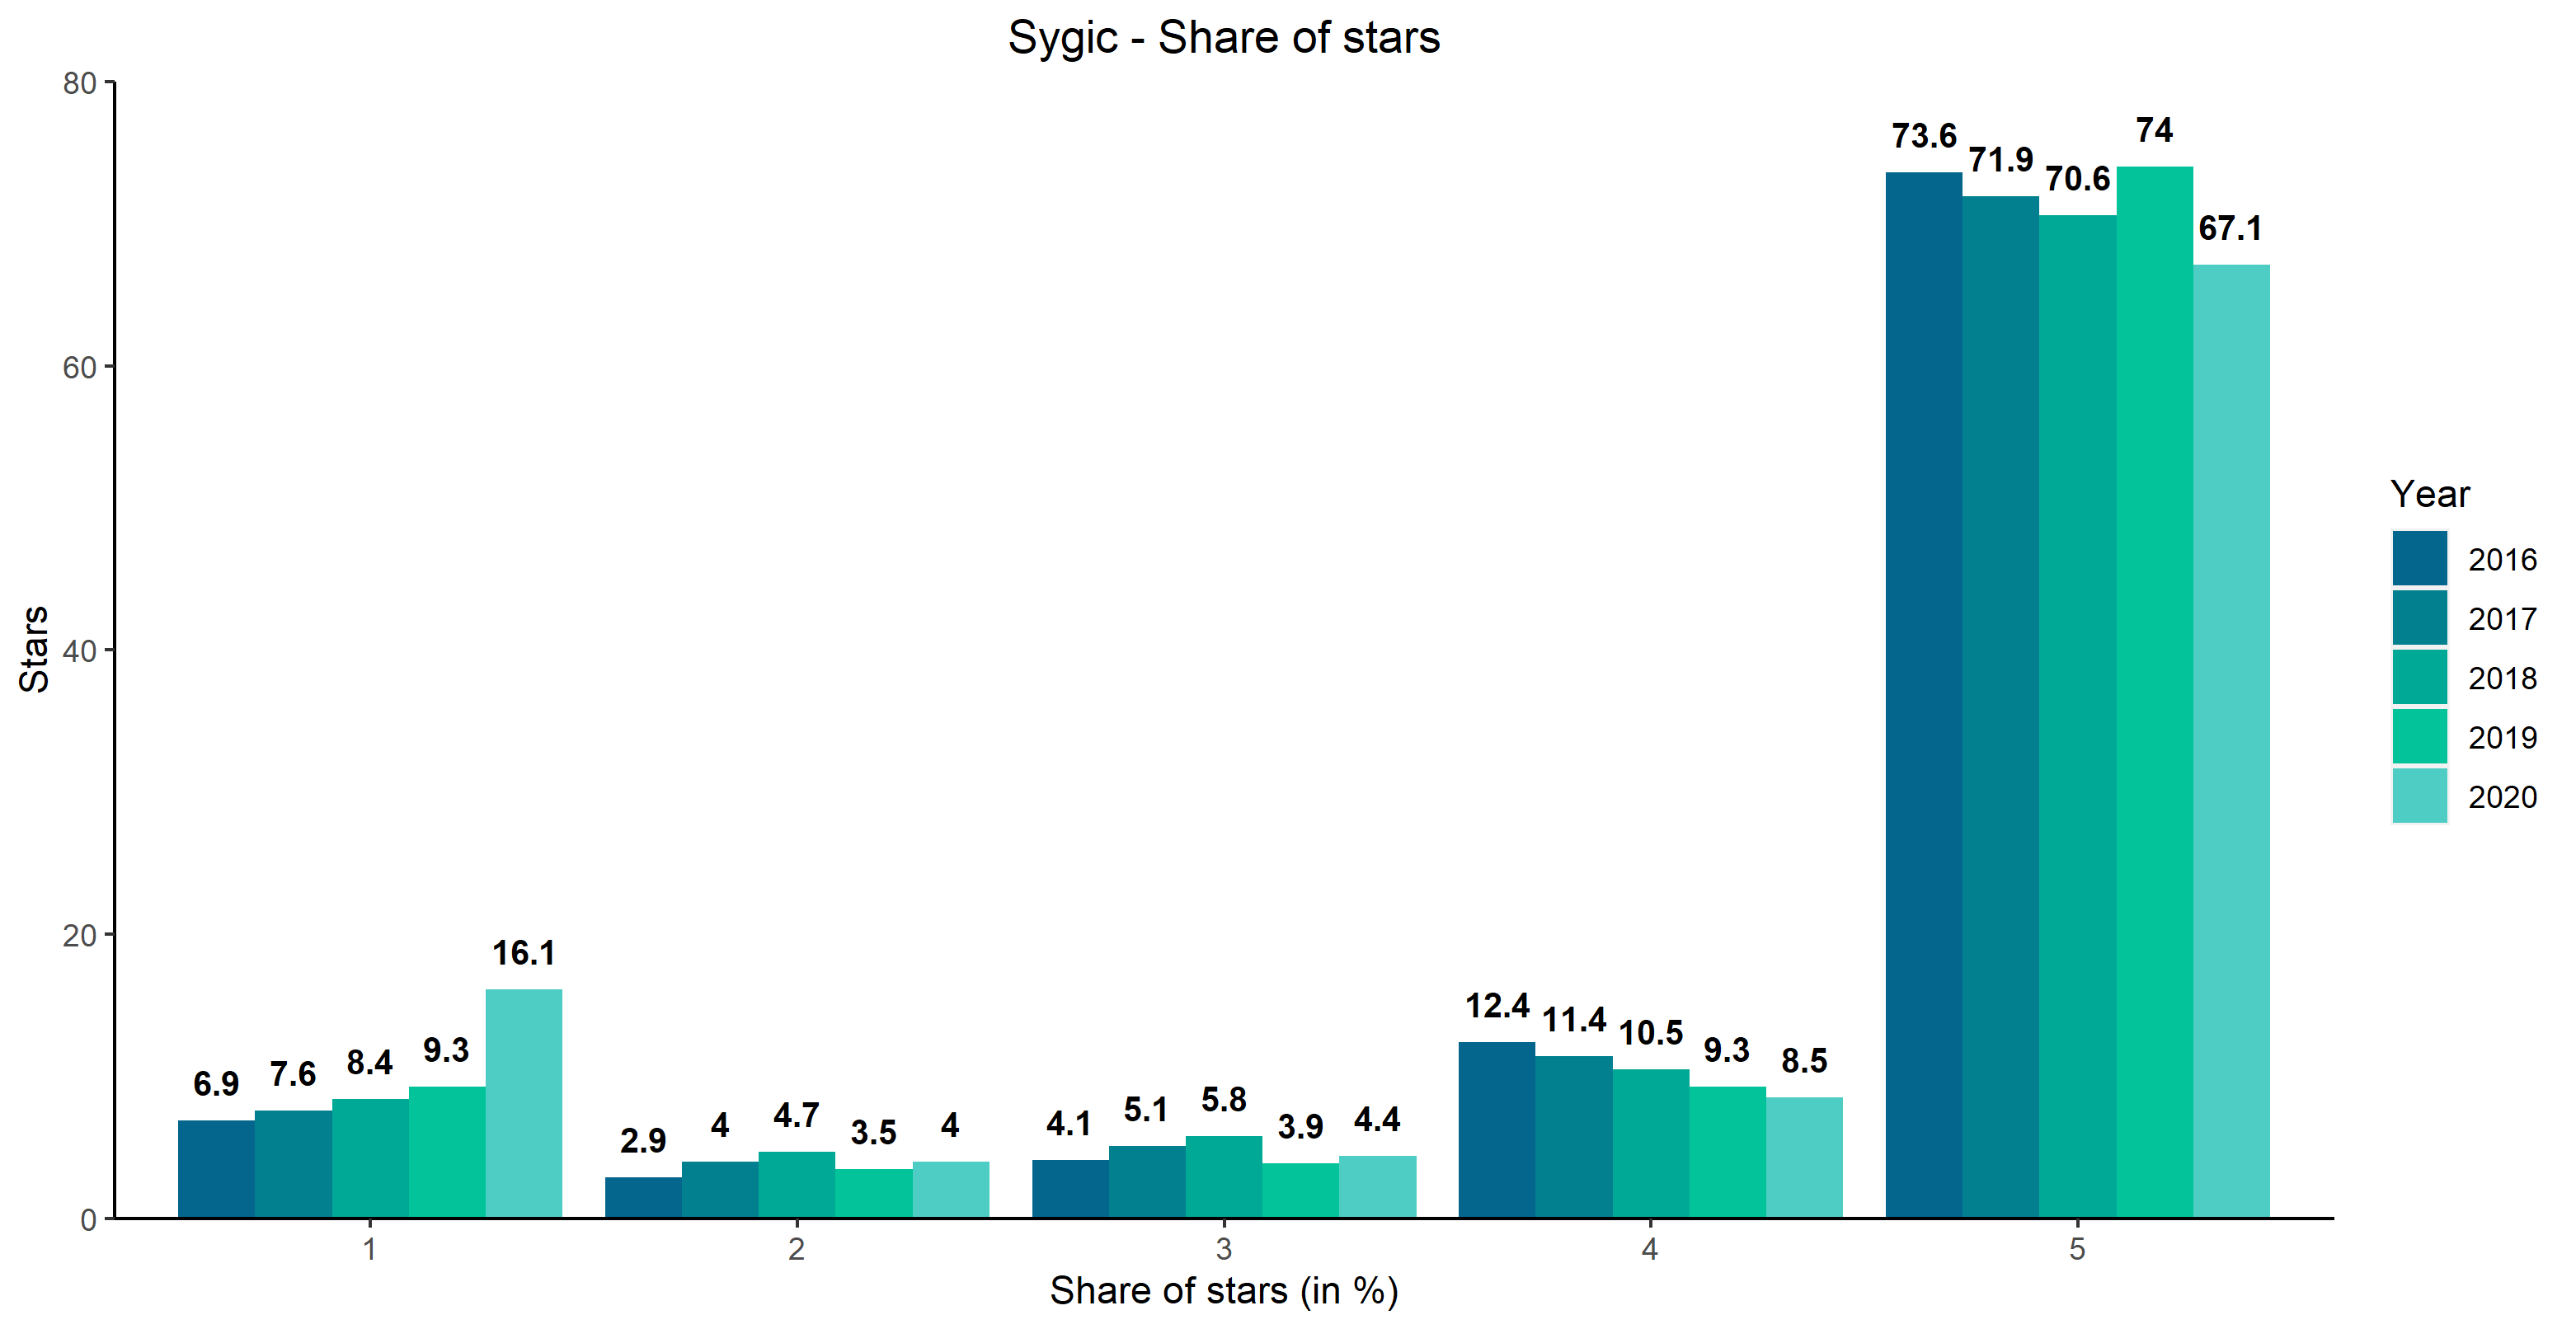 Sygic - Share of stars
80
60
40
20
0
Stars
6.9 7.6 8.4 9.3 16.1
2.9 4 4.7 3.5 4
4.1 5.1 5.8 3.9 4.4
12.4 11.4 10.5 9.3 8.5
73.6 71.9 70.6 74 67.1
1 2 3 4 5
Share of stars (in %)
Year
2016
2017
2018
2019
2020